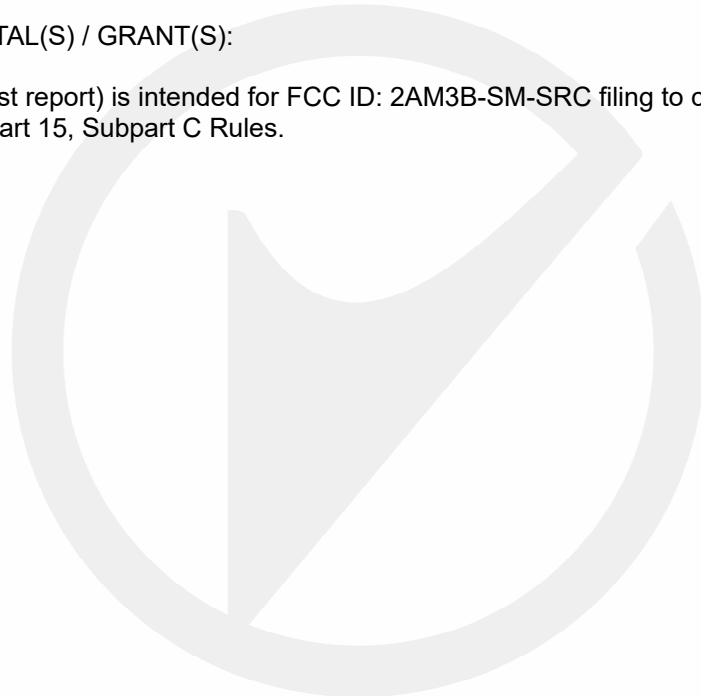 TAL(S) / GRANT(S):
st report) is intended for FCC ID: 2AM3B-SM-SRC filing to c
art 15, Subpart C Rules.